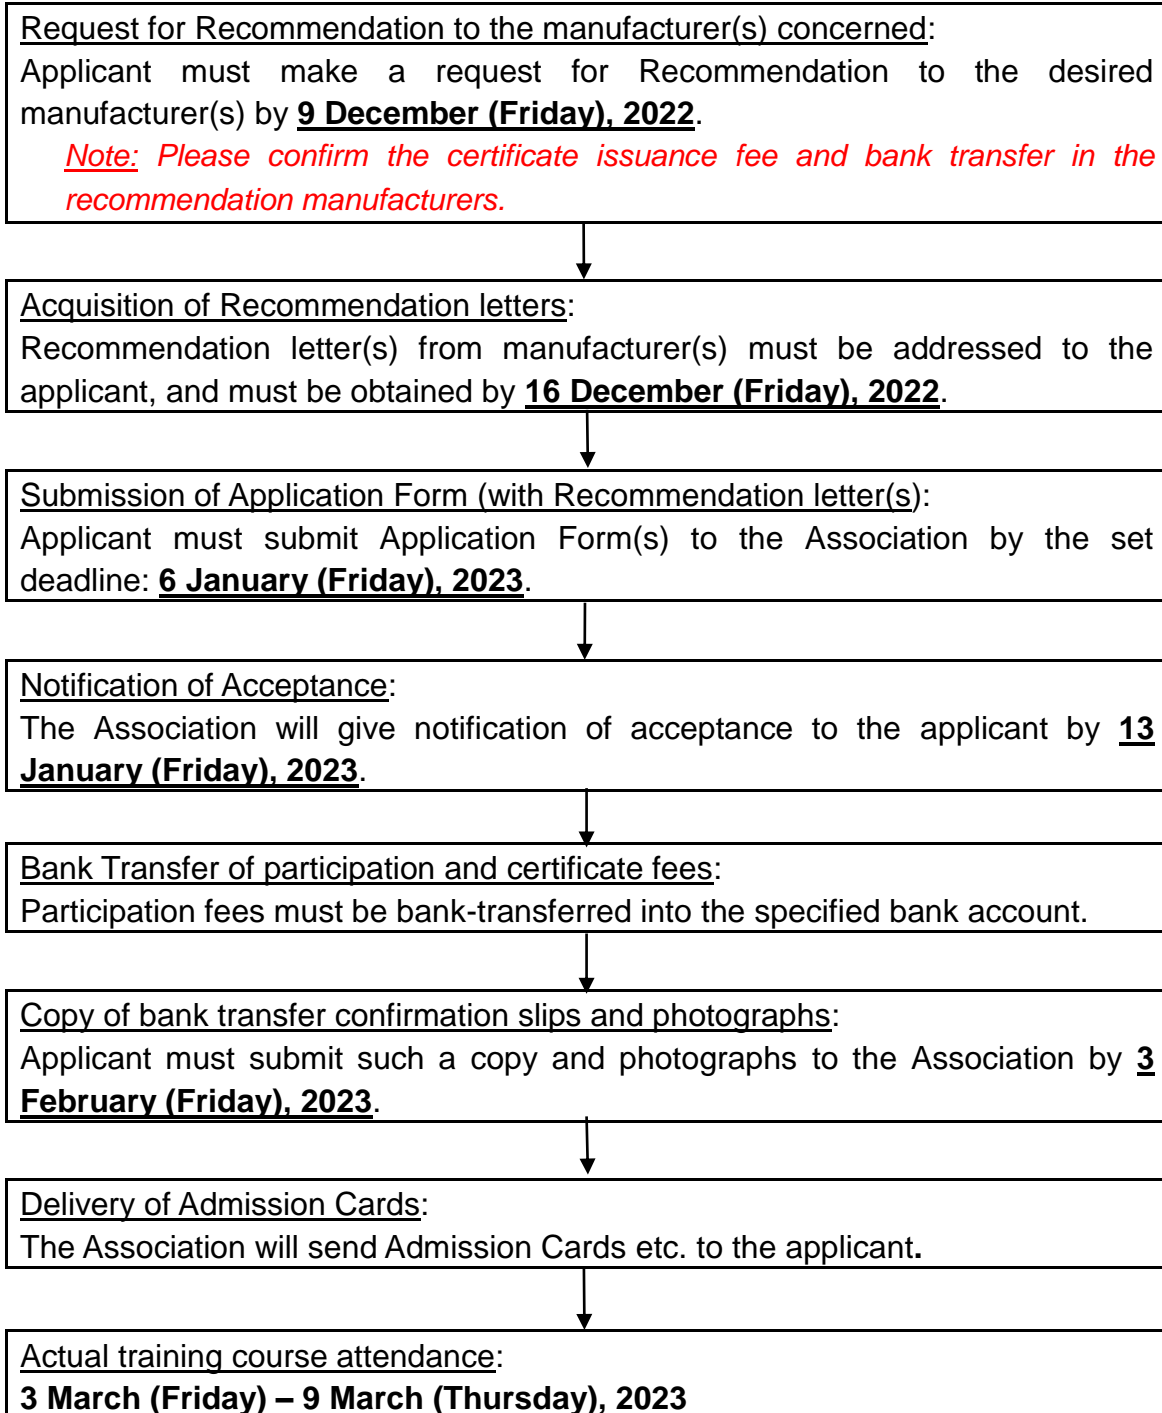 Request for Recommendation to the manufacturer(s) concerned:
Applicant must make a request for Recommendation to the desired
manufacturer(s) by 9 December (Friday), 2022.
Note: Please confirm the certificate issuance fee and bank transfer in the
recommendation manufacturers.
Acquisition of Recommendation letters:
Recommendation letter(s) from manufacturer(s) must be addressed to the
applicant, and must be obtained by 16 December (Friday), 2022.
Submission of Application Form (with Recommendation letter(s):
Applicant must submit Application Form(s) to the Association by the set
deadline: 6 January (Friday), 2023.
Notification of Acceptance:
The Association will give notification of acceptance to the applicant by 13
January (Friday), 2023.
Bank Transfer of participation and certificate fees:
Participation fees must be bank-transferred into the specified bank account.
Copy of bank transfer confirmation slips and photographs:
Applicant must submit such a copy and photographs to the Association by 3
February (Friday), 2023.
Delivery of Admission Cards:
The Association will send Admission Cards etc. to the applicant.
Actual training course attendance:
3 March (Friday) – 9 March (Thursday), 2023